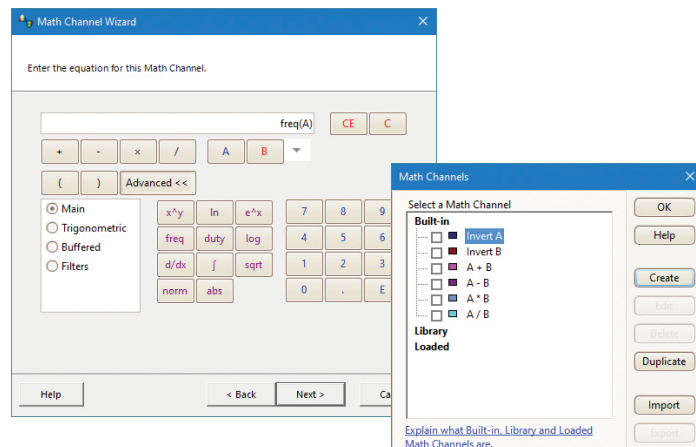 Math Channel Wizard
Enter the equation for this Math Channel.
freq(A) CE C
+ - × / A B
( ) Advanced <<
Main
Trigonometric
Buffered
Filters
x^y ln e^x 7 8 9
freq duty log 4 5 6
d/dx ∫ sqrt 1 2 3
norm abs 0 . E
Help < Back Next > Ca
Math Channels
Select a Math Channel
Built-in
Invert A
Invert B
A + B
A - B
A * B
A / B
Library
Loaded
Explain what Built-in, Library and Loaded
Math Channels are.
OK
Help
Create
Edit
Delete
Duplicate
Import
Export